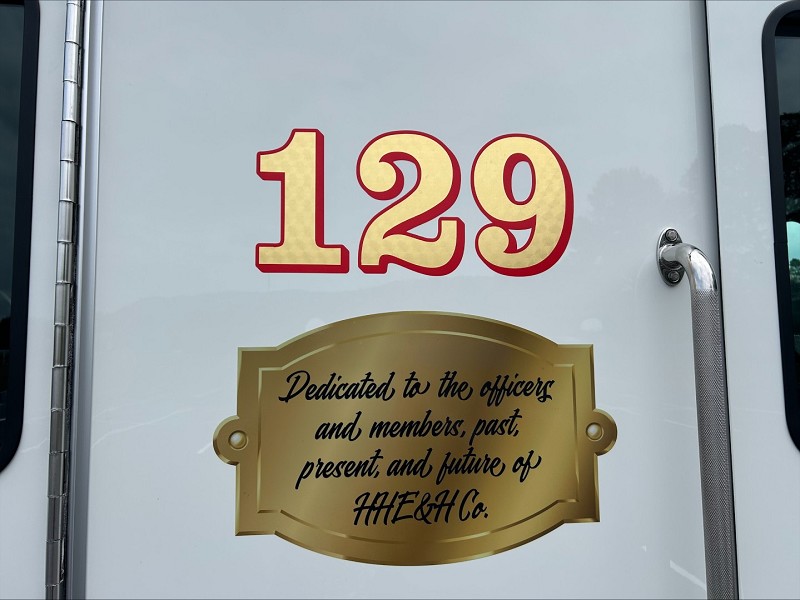 129
Dedicated to the officers
and members, past,
present, and future of
HHE&H Co.